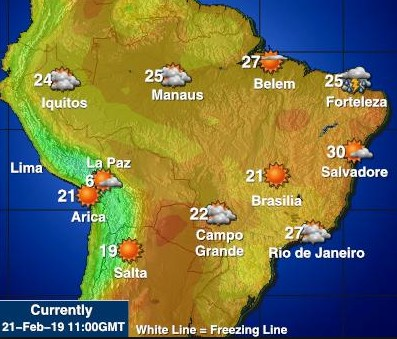 27
24
25
25
Belem
Iquitos
Manaus
Forteleza
30
Lima
La Paz
6
21
Salvadore
21
Arica
Brasilia
22
27
Campo
Grande
19
Rio de Janeiro
Salta
Currently
21-Feb-19 11:00GMT
White Line = Freezing Line